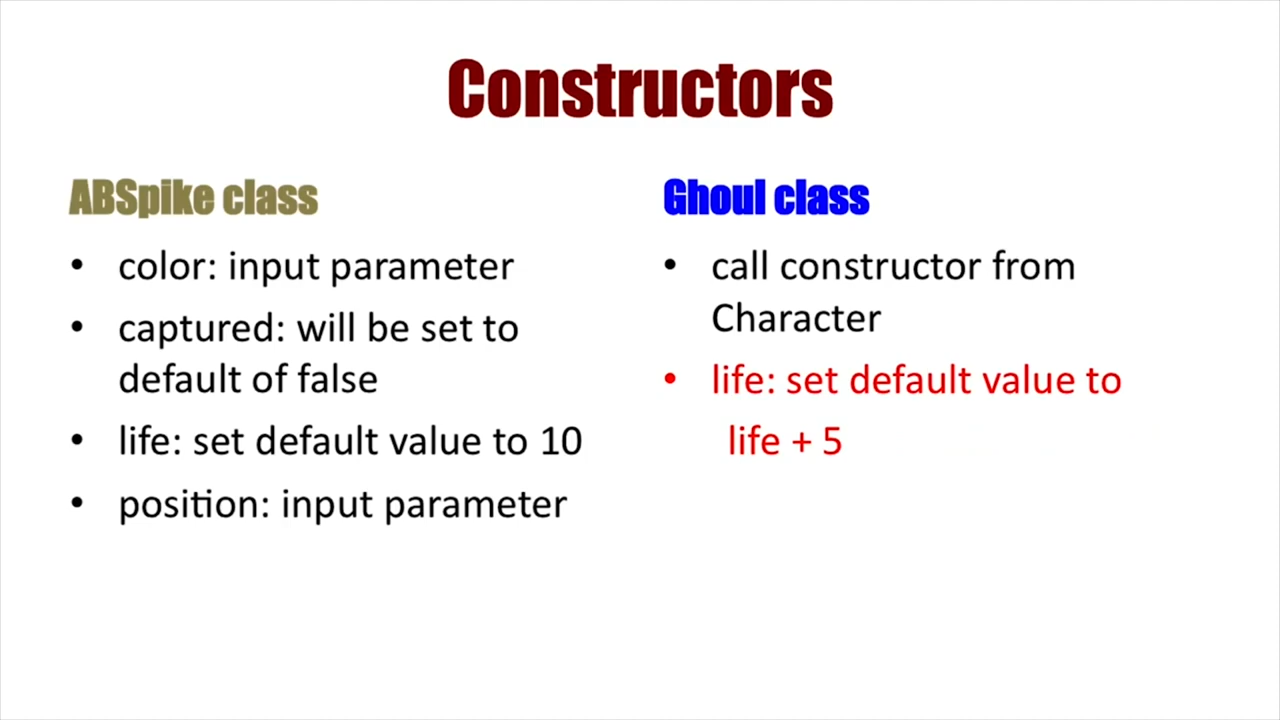 Constructors
ABSpike class
• color: input parameter
• captured: will be set to
default of false
• life: set default value to 10
• position: input parameter
Ghoul class
• call constructor from
Character
• life: set default value to
life + 5